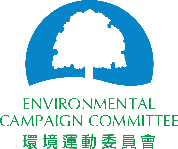 ENVIRONMENTAL
CAMPAIGN COMMITTEE
環境運動委員會